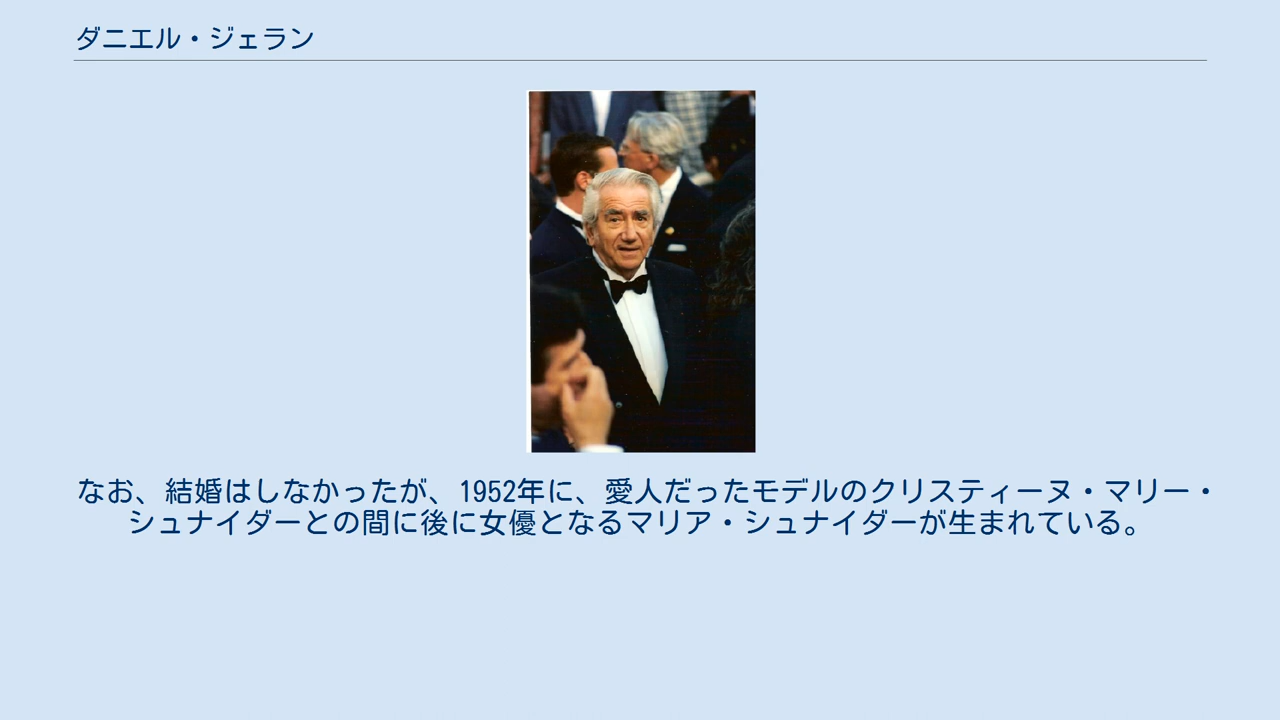 ダニエル・ジェラン
なお、結婚はしなかったが、1952年に、愛人だったモデルのクリスティーヌ・マリー・
シュナイダーとの間に後に女優となるマリア・シュナイダーが生まれている。